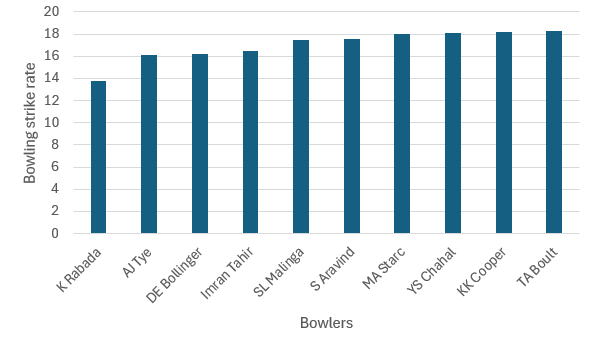 20
18
16
14
12
10
8
6
4
2
0
Bowling strike rate
K Rabada
AJ Tye
DE Bollinger
Imran Tahir
SL Malinga
S Aravind
MA Starc
YS Chahal
KK Cooper
TA Boult
Bowlers